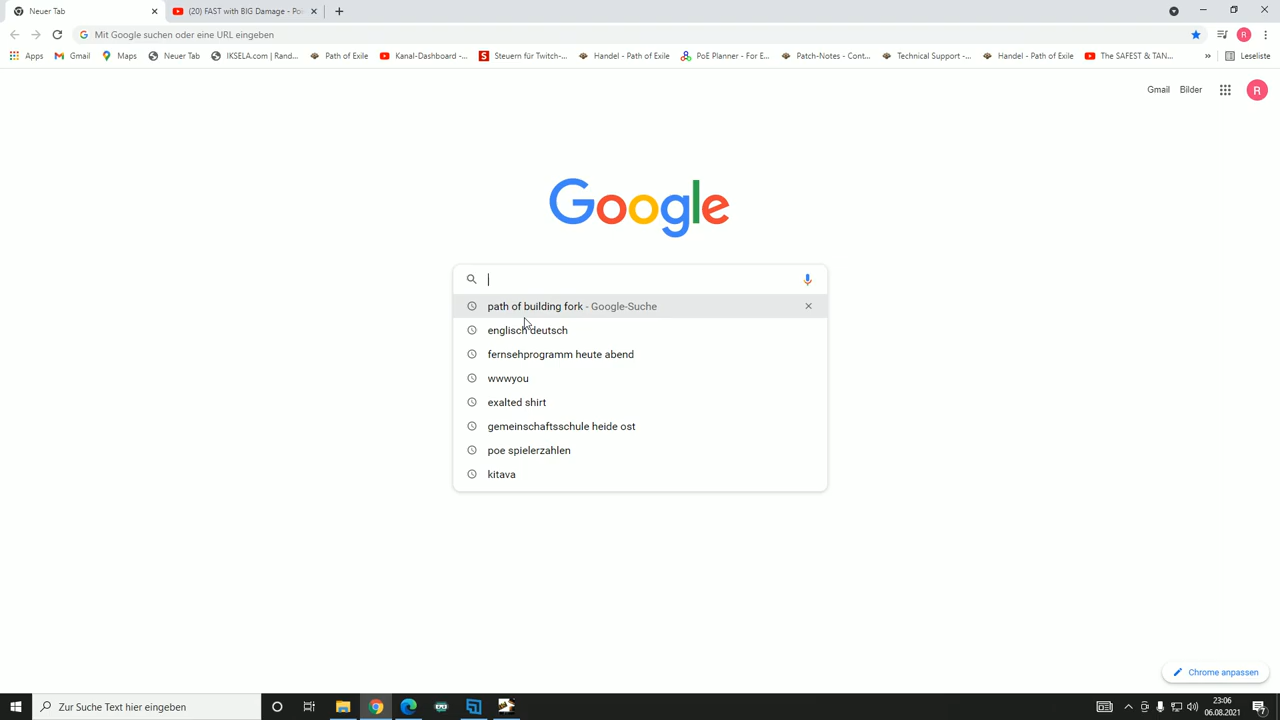 Neuer Tab
(20) FAST with BIG Damage - Po
Mit Google suchen oder eine URL eingeben
R
Apps
Gmail
Maps
Neuer Tab
IKSELA.com | Rand...
Path of Exile
Kanal-Dashboard -...
Steuern für Twitch-...
Handel - Path of Exile
PoE Planner - For E...
Patch-Notes - Cont...
Technical Support -...
Handel - Path of Exile
The SAFEST & TAN...
»
Leseliste
Gmail
Bilder
R
Google
path of building fork - Google-Suche
englisch deutsch
fernsehprogramm heute abend
wwwyou
exalted shirt
gemeinschaftsschule heide ost
poe spielerzahlen
kitava
Chrome anpassen
Zur Suche Text hier eingeben
23:06
06.08.2021